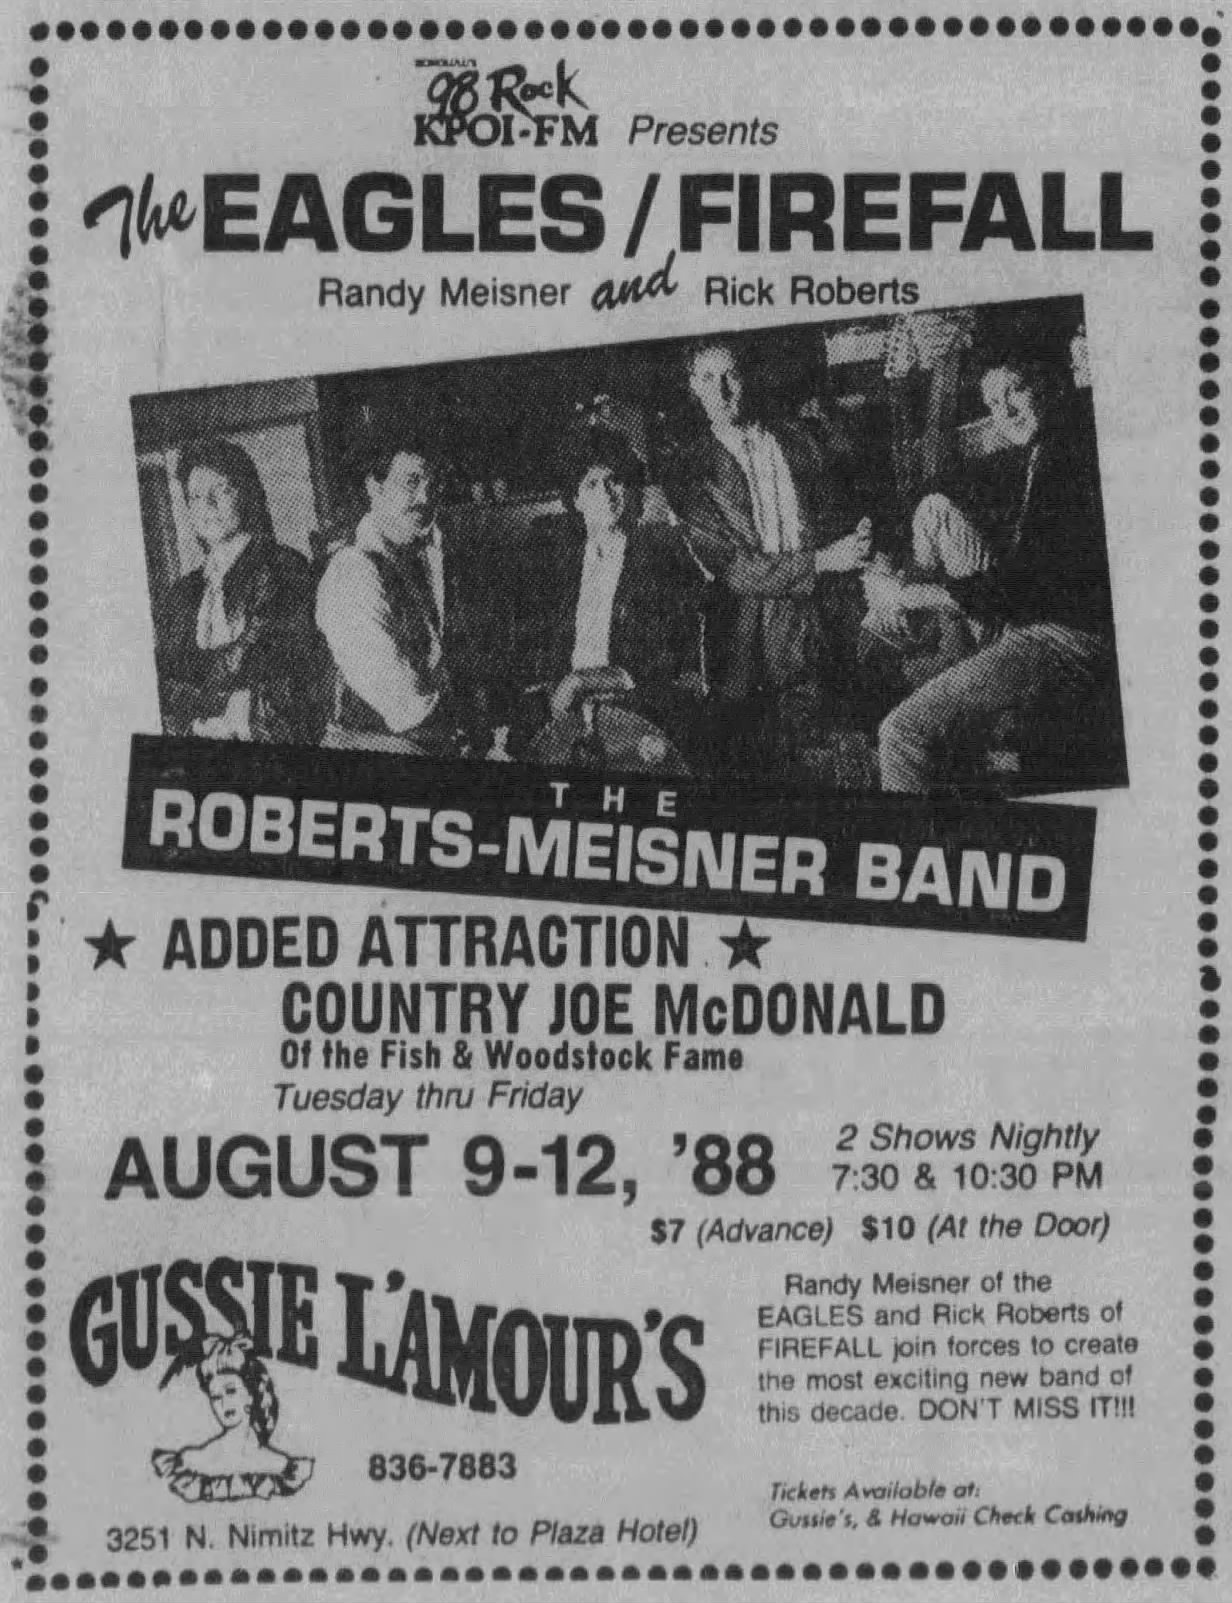 HONOLULU'S
98 Rock
KPOI-FM Presents
The EAGLES / FIREFALL
Randy Meisner and Rick Roberts
THE
ROBERTS-MEISNER BAND
★ ADDED ATTRACTION ★
COUNTRY JOE McDONALD
Of the Fish & Woodstock Fame
Tuesday thru Friday
AUGUST 9-12, '88
2 Shows Nightly
7:30 & 10:30 PM
$7 (Advance) $10 (At the Door)
GUSSIE L'AMOUR'S
836-7883
3251 N. Nimitz Hwy. (Next to Plaza Hotel)
Randy Meisner of the
EAGLES and Rick Roberts of
FIREFALL join forces to create
the most exciting new band of
this decade. DON'T MISS IT!!!
Tickets Available at:
Gussie's, & Hawaii Check Cashing